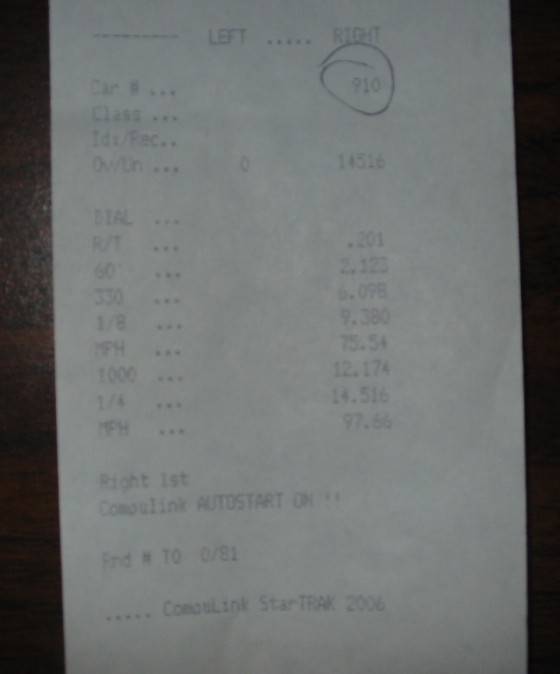 --------- LEFT ..... RIGHT
Car # ... 910
Class ...
Idx/Rec..
Ov/Un ... 0 14516
DIAL ...
R/T ... .201
60' ... 2.123
330 ... 6.098
1/8 ... 9.380
MPH ... 75.54
1000 ... 12.174
1/4 ... 14.516
MPH ... 97.66
Right 1st
Compulink AUTOSTART ON !!
Rnd # TO 0/81
..... CompuLink StarTRAK 2006